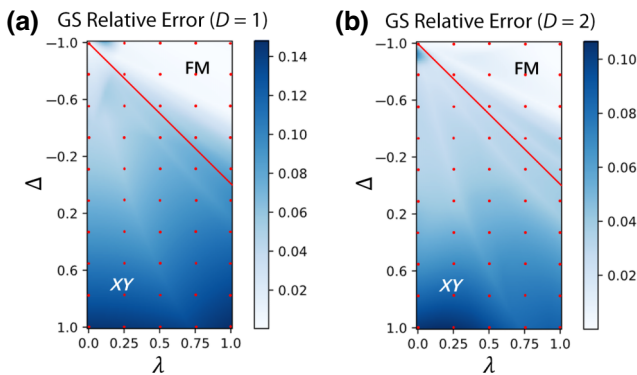 (a) GS Relative Error (D = 1)
−1.0
−0.6
−0.2
0.2
0.6
1.0
Δ
FM
XY
0.0 0.25 0.5 0.75 1.0
λ
0.14
0.12
0.10
0.08
0.06
0.04
0.02
(b) GS Relative Error (D = 2)
−1.0
−0.6
−0.2
0.2
0.6
1.0
Δ
FM
XY
0.0 0.25 0.5 0.75 1.0
λ
0.10
0.08
0.06
0.04
0.02